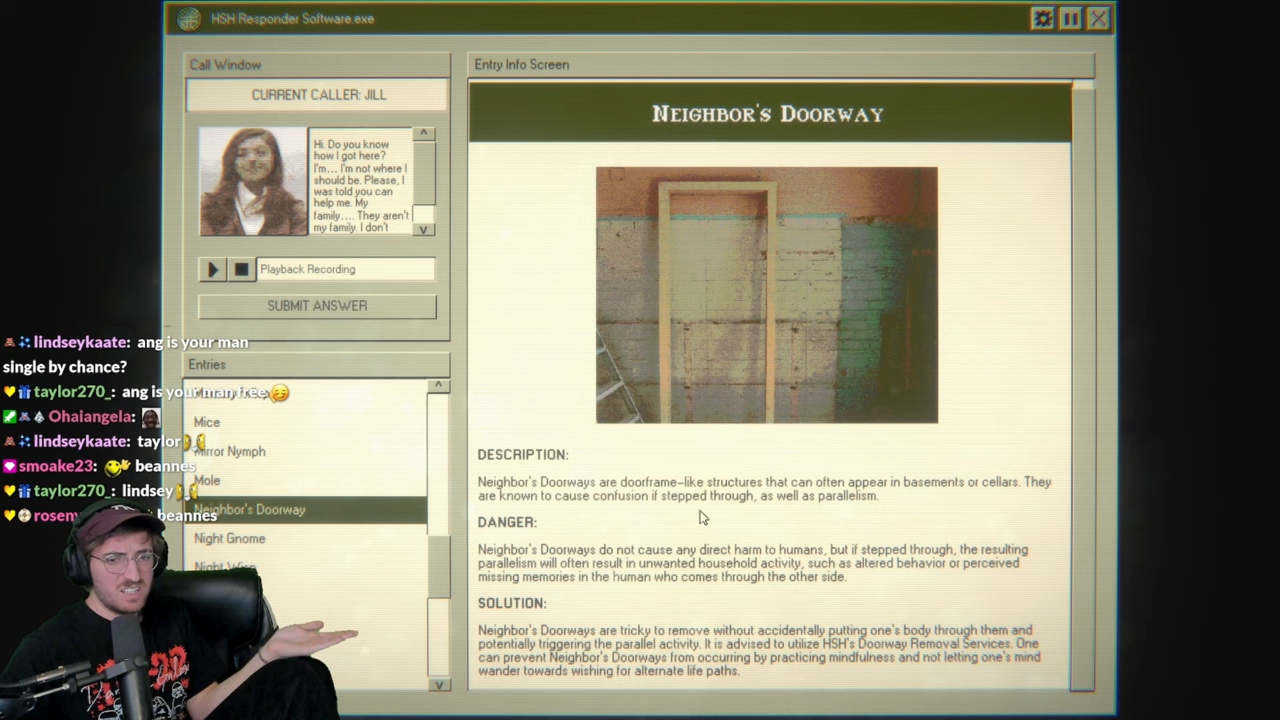 HSH Responder Software.exe
Call Window
CURRENT CALLER: JILL
Hi. Do you know
how I got here?
I'm... I'm not where I
should be. Please, I
was told you can
help me. My
family.... They aren't
my family. I don't
Playback Recording
SUBMIT ANSWER
Entries
Mice
Mirror Nymph
Mole
Neighbor's Doorway
Night Gnome
Night Wisp
lindseykaate: ang is your man
single by chance?
taylor270_: ang is your man free
Ohaiangela:
lindseykaate: taylor
smoake23: beannes
taylor270_: lindsey
beannes
Entry Info Screen
NEIGHBOR'S DOORWAY
DESCRIPTION:
Neighbor's Doorways are doorframe-like structures that can often appear in basements or cellars. They
are known to cause confusion if stepped through, as well as parallelism.
DANGER:
Neighbor's Doorways do not cause any direct harm to humans, but if stepped through, the resulting
parallelism will often result in unwanted household activity, such as altered behavior or perceived
missing memories in the human who comes through the other side.
SOLUTION:
Neighbor's Doorways are tricky to remove without accidentally putting one's body through them and
potentially triggering the parallel activity. It is advised to utilize HSH's Doorway Removal Services. One
can prevent Neighbor's Doorways from occurring by practicing mindfulness and not letting one's mind
wander towards wishing for alternate life paths.